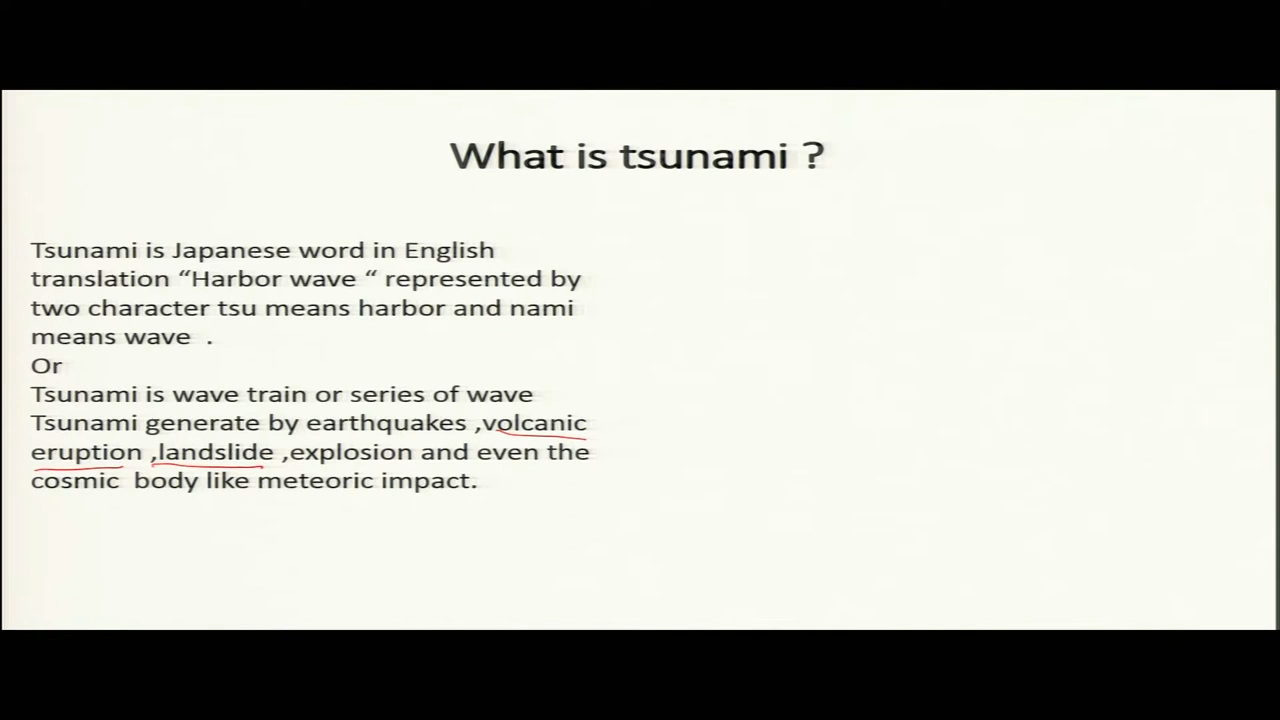 What is tsunami ?
Tsunami is Japanese word in English
translation “Harbor wave “ represented by
two character tsu means harbor and nami
means wave .
Or
Tsunami is wave train or series of wave
Tsunami generate by earthquakes ,volcanic
eruption ,landslide ,explosion and even the
cosmic body like meteoric impact.